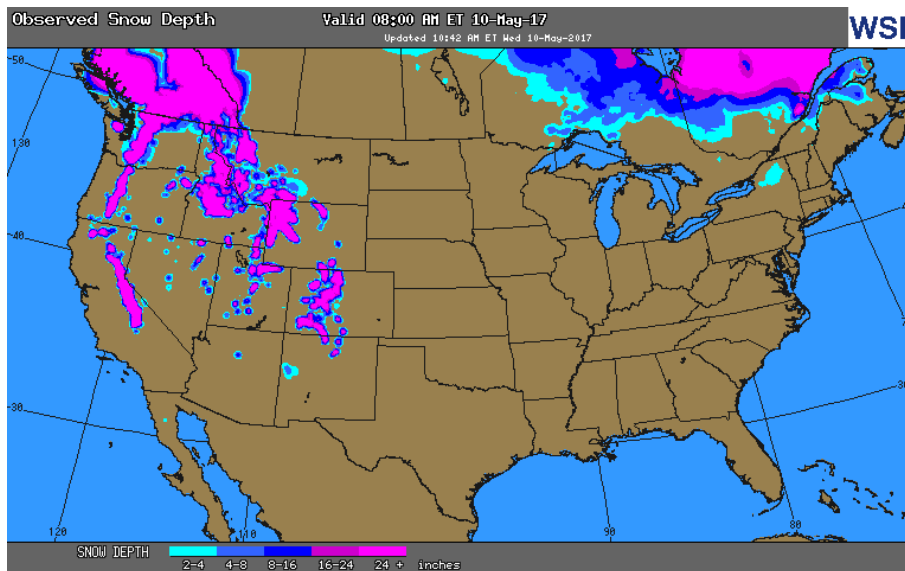 Observed Snow Depth
Valid 08:00 AM ET 10-May-17
Updated 10:42 AM ET Wed 10-May-2017
WSI
50
130
40
30
120
110
90
80
SNOW DEPTH
2-4 4-8 8-16 16-24 24 + inches